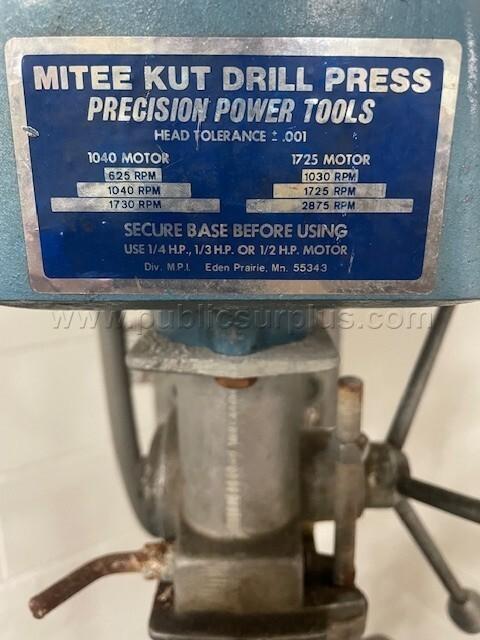 MITEE KUT DRILL PRESS
PRECISION POWER TOOLS
HEAD TOLERANCE ± .001
1040 MOTOR 1725 MOTOR
625 RPM 1030 RPM
1040 RPM 1725 RPM
1730 RPM 2875 RPM
SECURE BASE BEFORE USING
USE 1/4 H.P., 1/3 H.P. OR 1/2 H.P. MOTOR
Div. M.P.I. Eden Prairie, Mn. 55343
www.publicsurplus.com